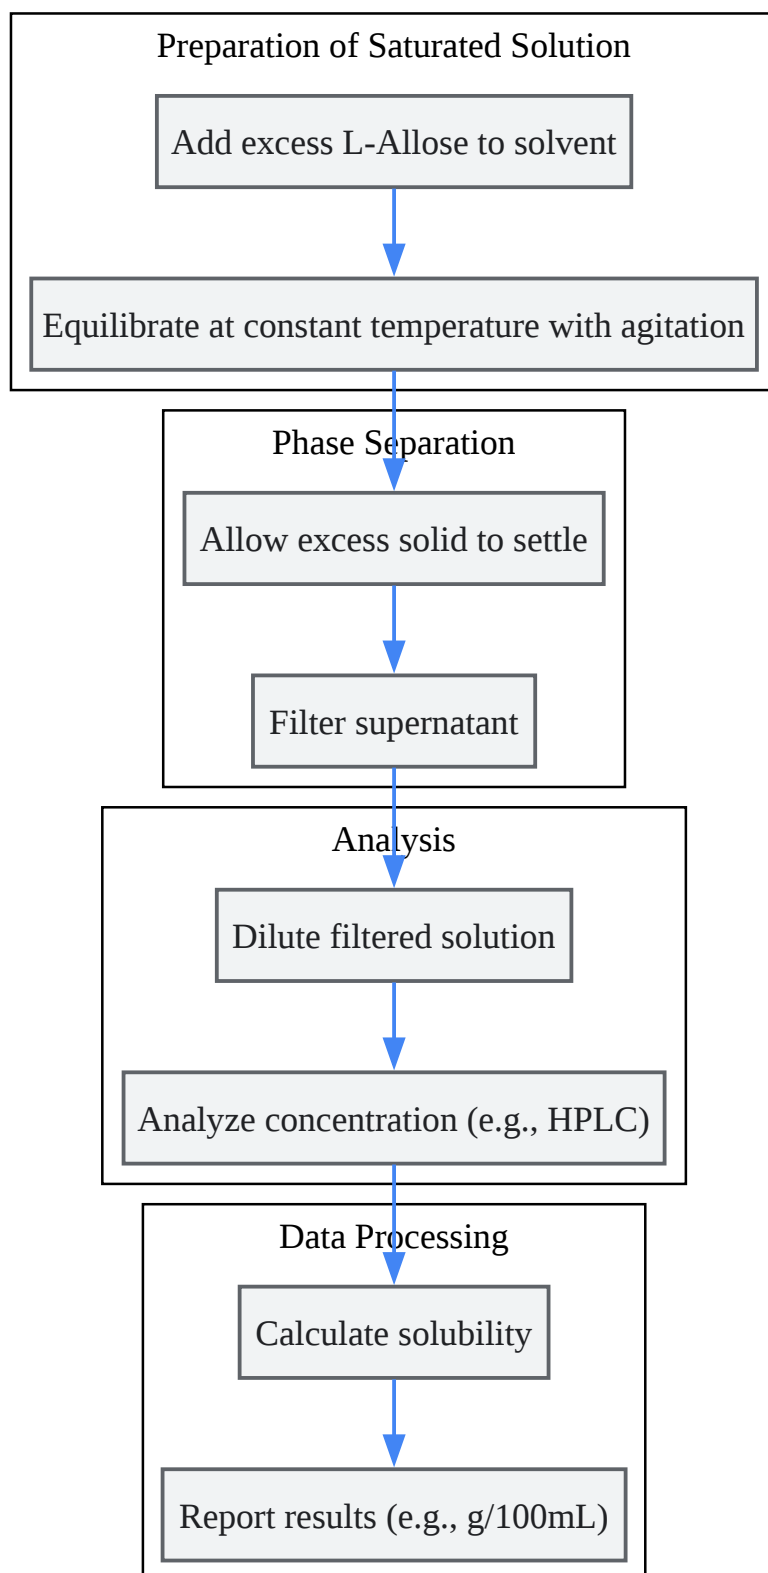 Preparation of Saturated Solution
Add excess L-Allose to solvent
Equilibrate at constant temperature with agitation
Phase Separation
Allow excess solid to settle
Filter supernatant
Analysis
Dilute filtered solution
Analyze concentration (e.g., HPLC)
Data Processing
Calculate solubility
Report results (e.g., g/100mL)